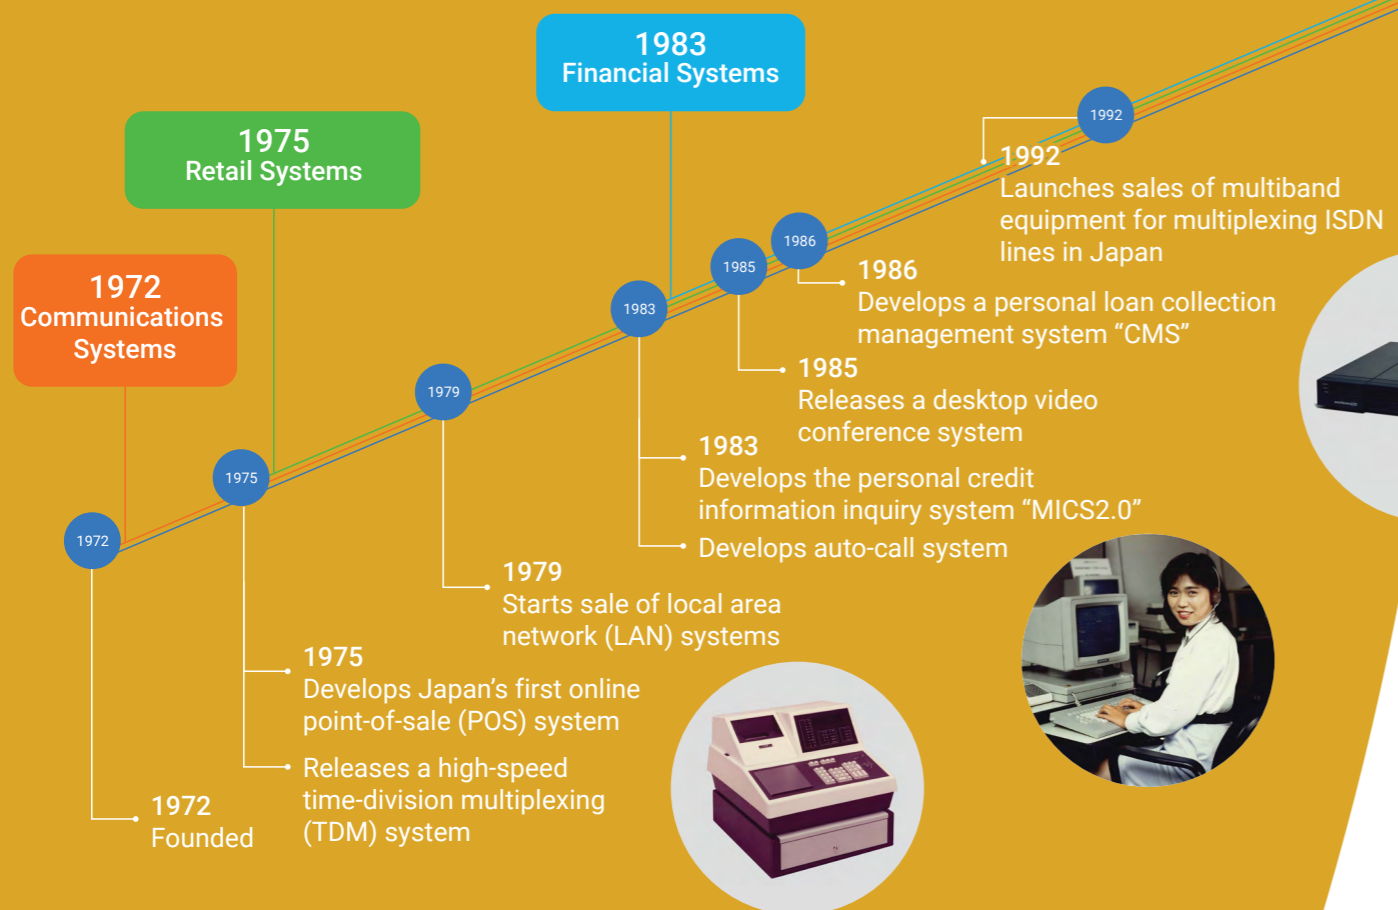 1983
Financial Systems
1975
Retail Systems
1972
Communications
Systems
1972
1975
1979
1983
1985
1986
1992
1992
Launches sales of multiband
equipment for multiplexing ISDN
lines in Japan
1986
Develops a personal loan collection
management system “CMS”
1985
Releases a desktop video
conference system
1983
Develops the personal credit
information inquiry system “MICS2.0”
Develops auto-call system
1979
Starts sale of local area
network (LAN) systems
1975
Develops Japan’s first online
point-of-sale (POS) system
Releases a high-speed
time-division multiplexing
(TDM) system
1972
Founded